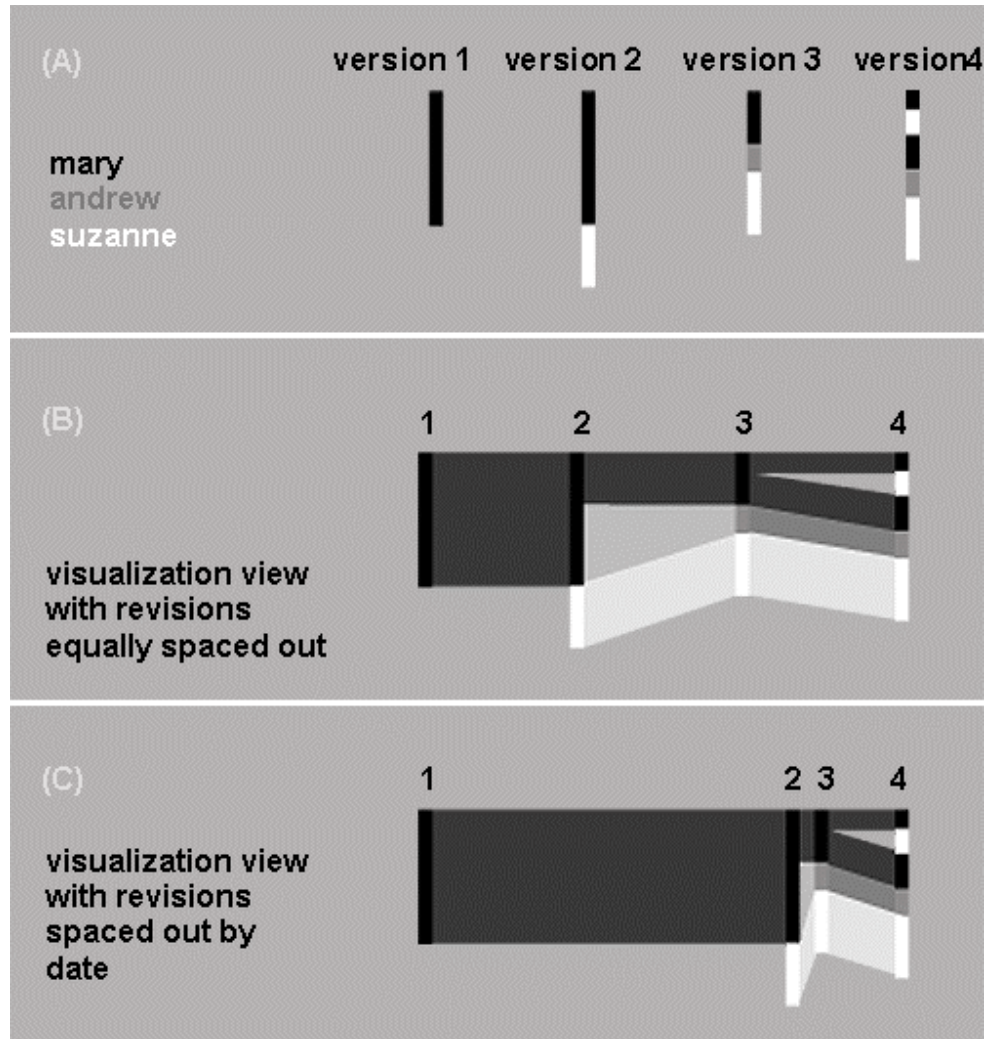 (A)
version 1 version 2 version 3 version4
mary
andrew
suzanne
(B)
1 2 3 4
visualization view
with revisions
equally spaced out
(C)
1 2 3 4
visualization view
with revisions
spaced out by
date